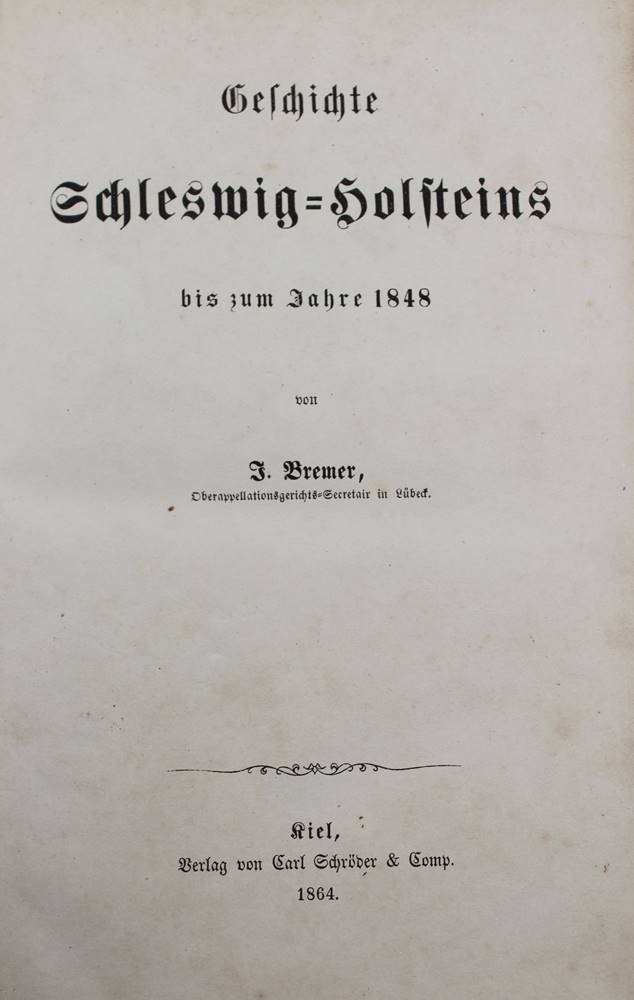 Geſchichte
Schleswig=Holſteins
bis zum Jahre 1848
von
J. Bremer,
Oberappellationsgerichts=Secretair in Lübeck.
Kiel,
Verlag von Carl Schröder & Comp.
1864.